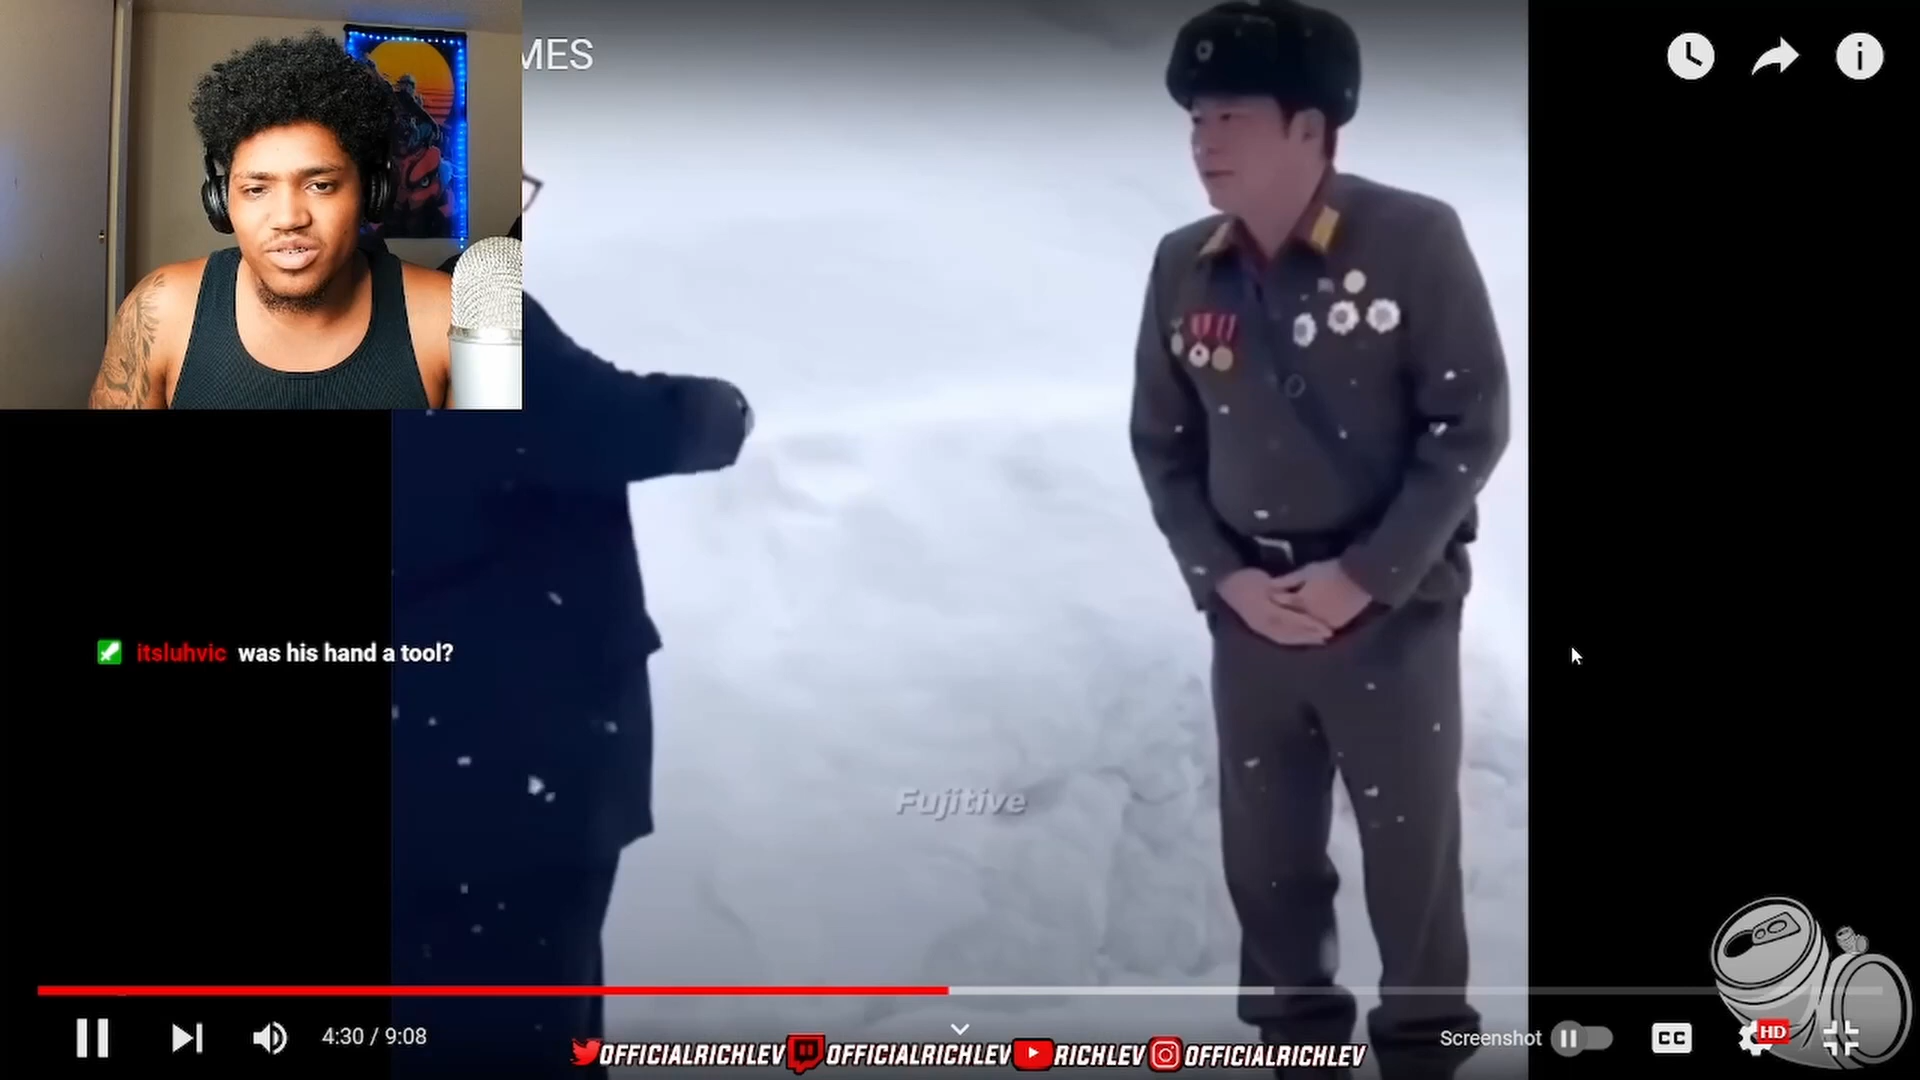 MES
itsluhvic was his hand a tool?
Fujitive
4:30 / 9:08
OFFICIALRICHLEV OFFICIALRICHLEV RICHLEV OFFICIALRICHLEV
Screenshot
CC
HD